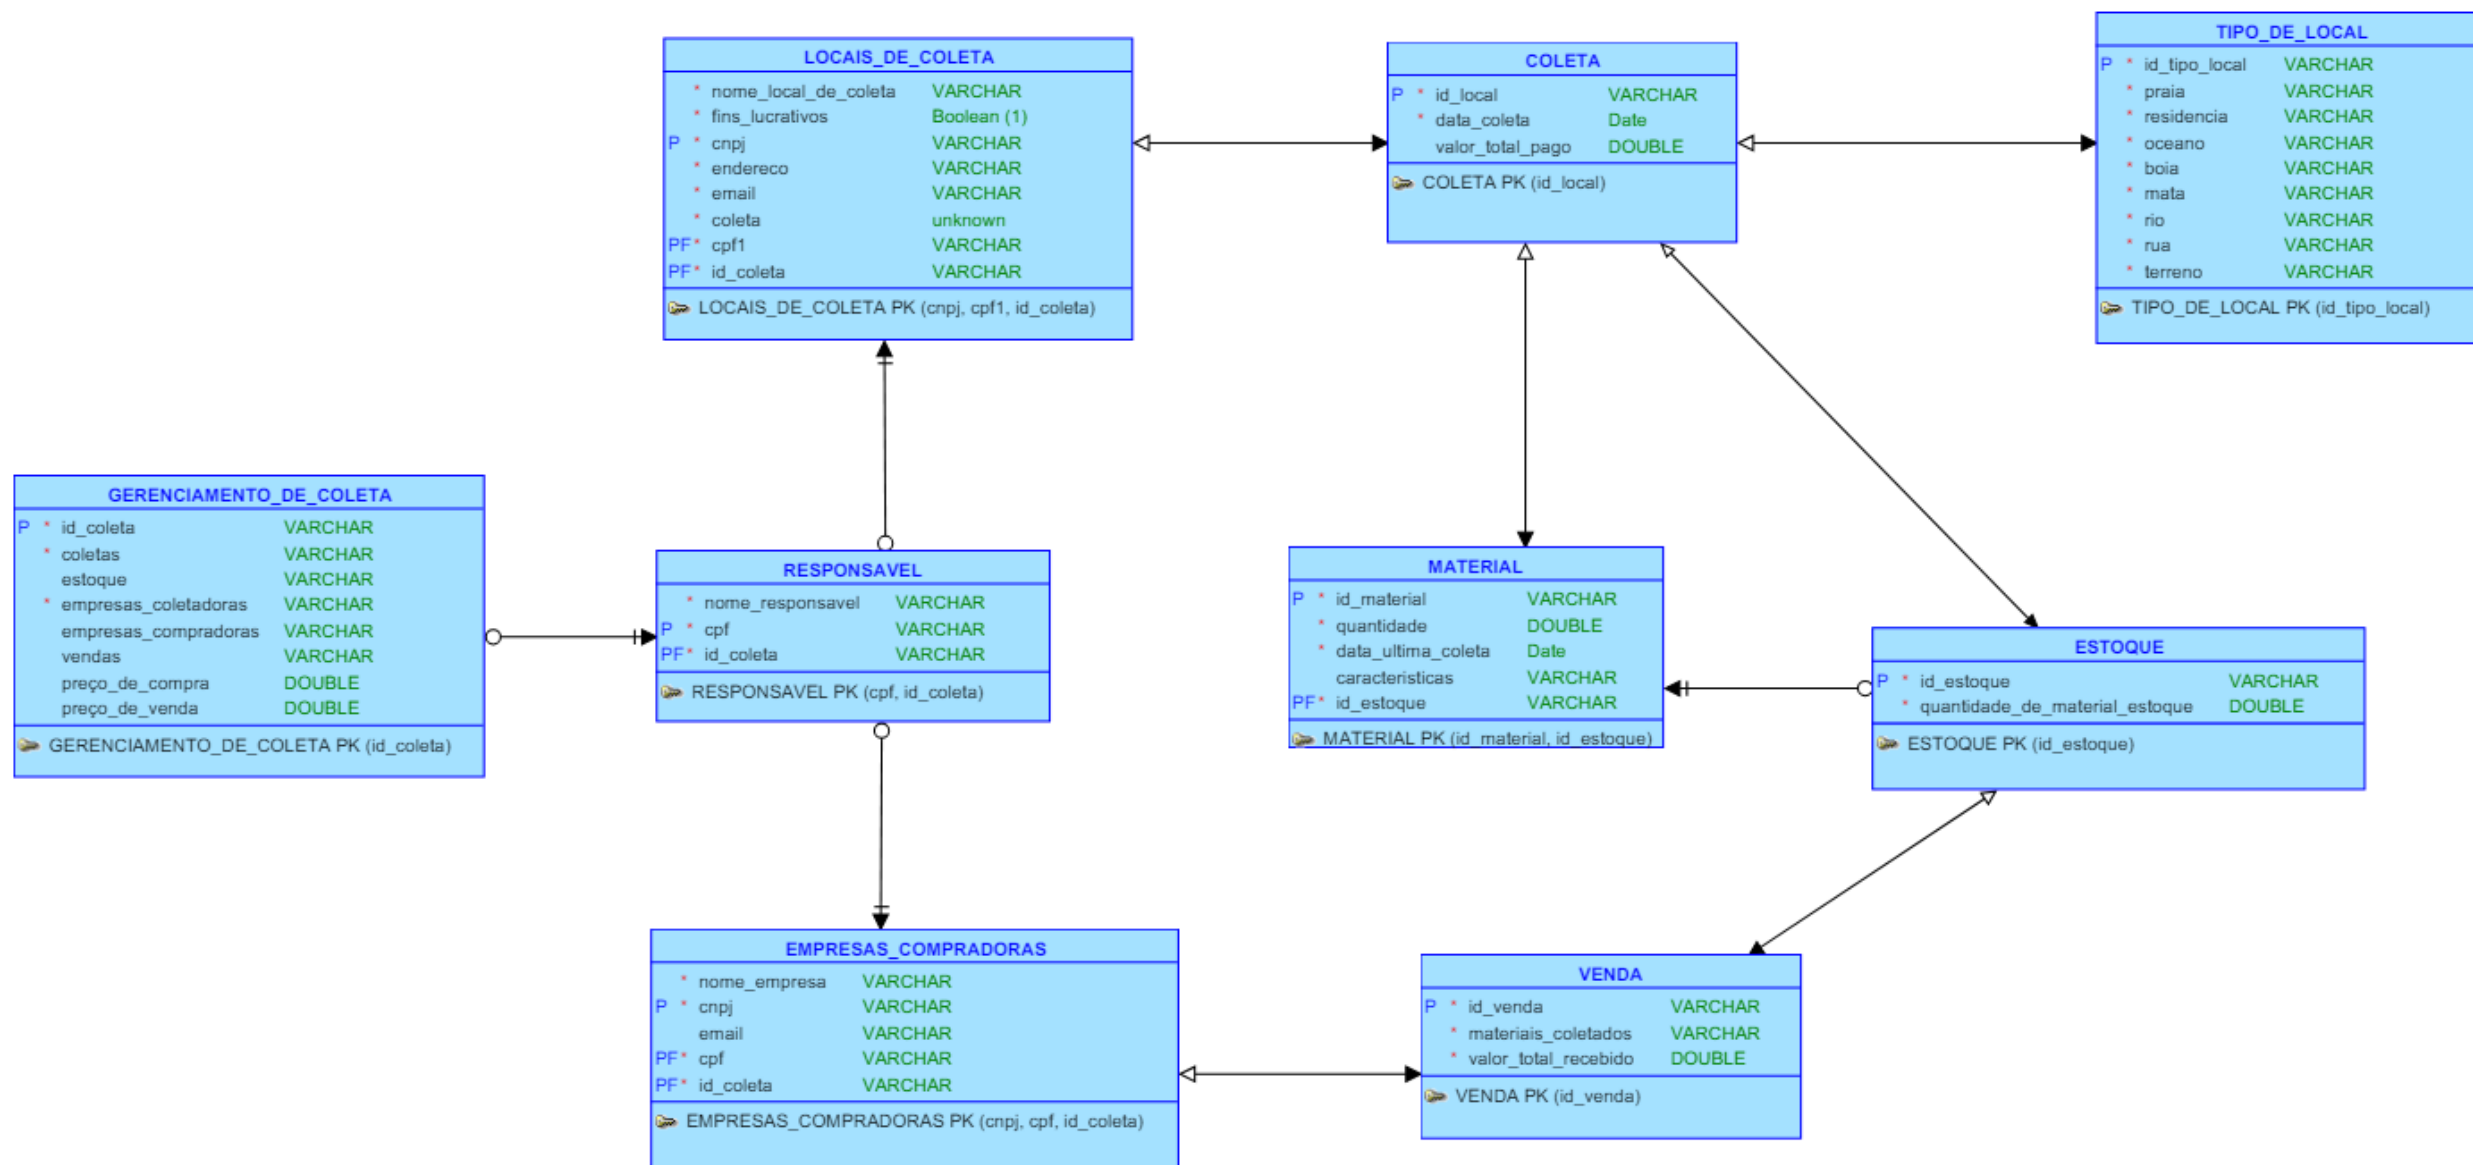 LOCAIS_DE_COLETA
* nome_local_de_coleta VARCHAR
* fins_lucrativos Boolean (1)
P * cnpj VARCHAR
* endereco VARCHAR
* email VARCHAR
* coleta unknown
PF* cpf1 VARCHAR
PF* id_coleta VARCHAR
LOCAIS_DE_COLETA PK (cnpj, cpf1, id_coleta)
COLETA
P * id_local VARCHAR
* data_coleta Date
valor_total_pago DOUBLE
COLETA PK (id_local)
TIPO_DE_LOCAL
P * id_tipo_local VARCHAR
* praia VARCHAR
* residencia VARCHAR
* oceano VARCHAR
* boia VARCHAR
* mata VARCHAR
* rio VARCHAR
* rua VARCHAR
* terreno VARCHAR
TIPO_DE_LOCAL PK (id_tipo_local)
GERENCIAMENTO_DE_COLETA
P * id_coleta VARCHAR
* coletas VARCHAR
estoque VARCHAR
* empresas_coletadoras VARCHAR
empresas_compradoras VARCHAR
vendas VARCHAR
preço_de_compra DOUBLE
preço_de_venda DOUBLE
GERENCIAMENTO_DE_COLETA PK (id_coleta)
RESPONSAVEL
* nome_responsavel VARCHAR
P * cpf VARCHAR
PF* id_coleta VARCHAR
RESPONSAVEL PK (cpf, id_coleta)
MATERIAL
P * id_material VARCHAR
* quantidade DOUBLE
* data_ultima_coleta Date
caracteristicas VARCHAR
PF* id_estoque VARCHAR
MATERIAL PK (id_material, id_estoque)
ESTOQUE
P * id_estoque VARCHAR
* quantidade_de_material_estoque DOUBLE
ESTOQUE PK (id_estoque)
EMPRESAS_COMPRADORAS
* nome_empresa VARCHAR
P * cnpj VARCHAR
email VARCHAR
PF* cpf VARCHAR
PF* id_coleta VARCHAR
EMPRESAS_COMPRADORAS PK (cnpj, cpf, id_coleta)
VENDA
P * id_venda VARCHAR
* materiais_coletados VARCHAR
* valor_total_recebido DOUBLE
VENDA PK (id_venda)